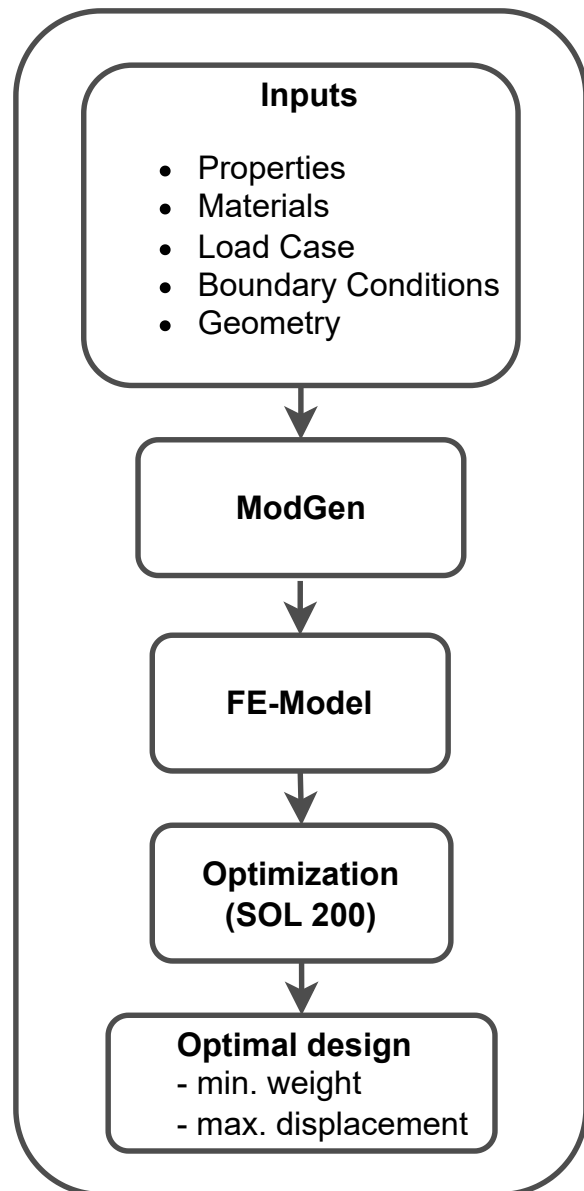 Inputs
• Properties
• Materials
• Load Case
• Boundary Conditions
• Geometry
ModGen
FE-Model
Optimization
(SOL 200)
Optimal design
- min. weight
- max. displacement